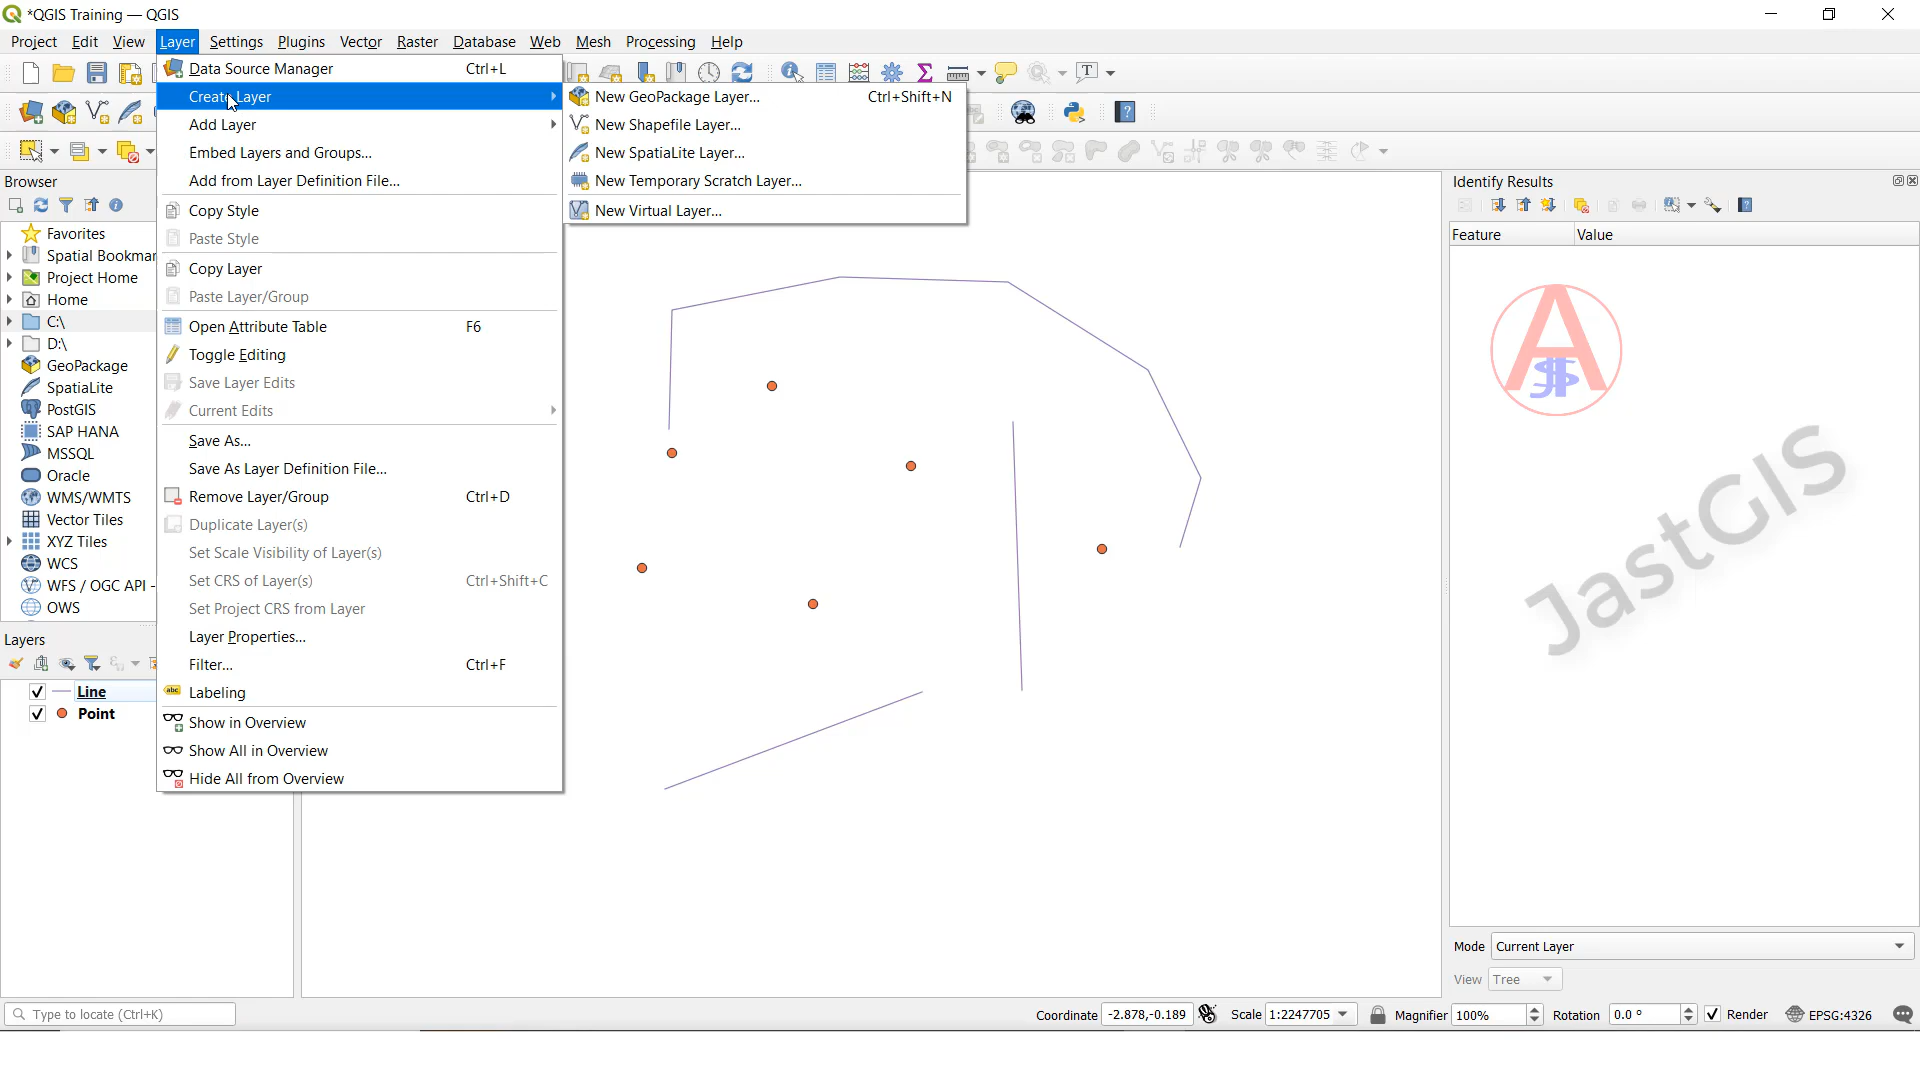 *QGIS Training — QGIS
Project Edit View Layer Settings Plugins Vector Raster Database Web Mesh Processing Help
Data Source Manager Ctrl+L
Create Layer
Add Layer
Embed Layers and Groups...
Add from Layer Definition File...
Copy Style
Paste Style
Copy Layer
Paste Layer/Group
Open Attribute Table F6
Toggle Editing
Save Layer Edits
Current Edits
Save As...
Save As Layer Definition File...
Remove Layer/Group Ctrl+D
Duplicate Layer(s)
Set Scale Visibility of Layer(s)
Set CRS of Layer(s) Ctrl+Shift+C
Set Project CRS from Layer
Layer Properties...
Filter... Ctrl+F
abc Labeling
Show in Overview
Show All in Overview
Hide All from Overview
New GeoPackage Layer... Ctrl+Shift+N
New Shapefile Layer...
New SpatiaLite Layer...
New Temporary Scratch Layer...
New Virtual Layer...
Browser
Favorites
Spatial Bookmar
Project Home
Home
C:\
D:\
GeoPackage
SpatiaLite
PostGIS
SAP HANA
MSSQL
Oracle
WMS/WMTS
Vector Tiles
XYZ Tiles
WCS
WFS / OGC API -
OWS
Layers
Line
Point
Identify Results
Feature Value
JastGIS
Mode Current Layer
View Tree
Type to locate (Ctrl+K)
Coordinate -2.878,-0.189 Scale 1:2247705 Magnifier 100% Rotation 0.0 ° Render EPSG:4326